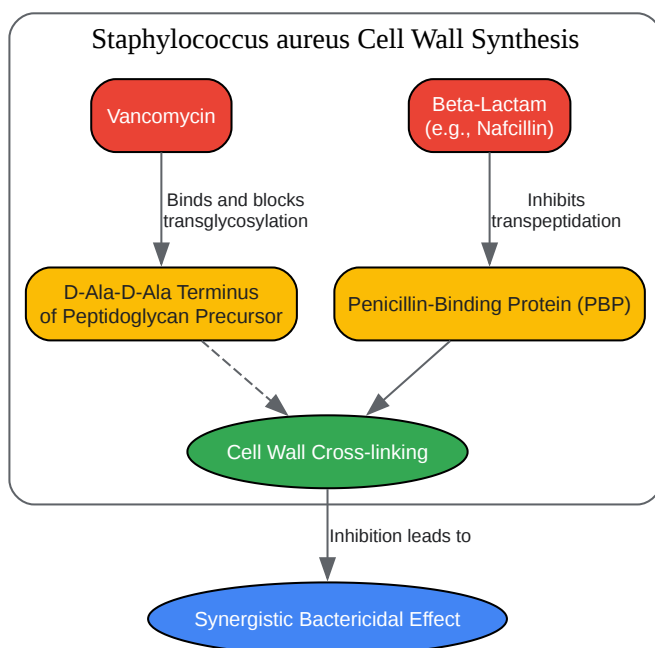 Staphylococcus aureus Cell Wall Synthesis
Vancomycin
Beta-Lactam
(e.g., Nafcillin)
Binds and blocks
transglycosylation
Inhibits
transpeptidation
D-Ala-D-Ala Terminus
of Peptidoglycan Precursor
Penicillin-Binding Protein (PBP)
Cell Wall Cross-linking
Inhibition leads to
Synergistic Bactericidal Effect